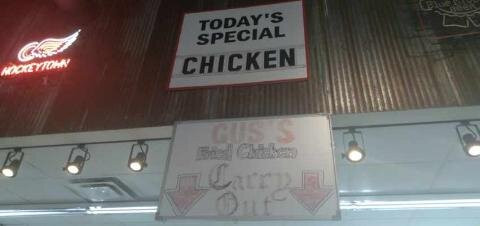 HOCKEYTOWN
TODAY'S
SPECIAL
CHICKEN
GUS'S
Fried Chicken
Carry
Out